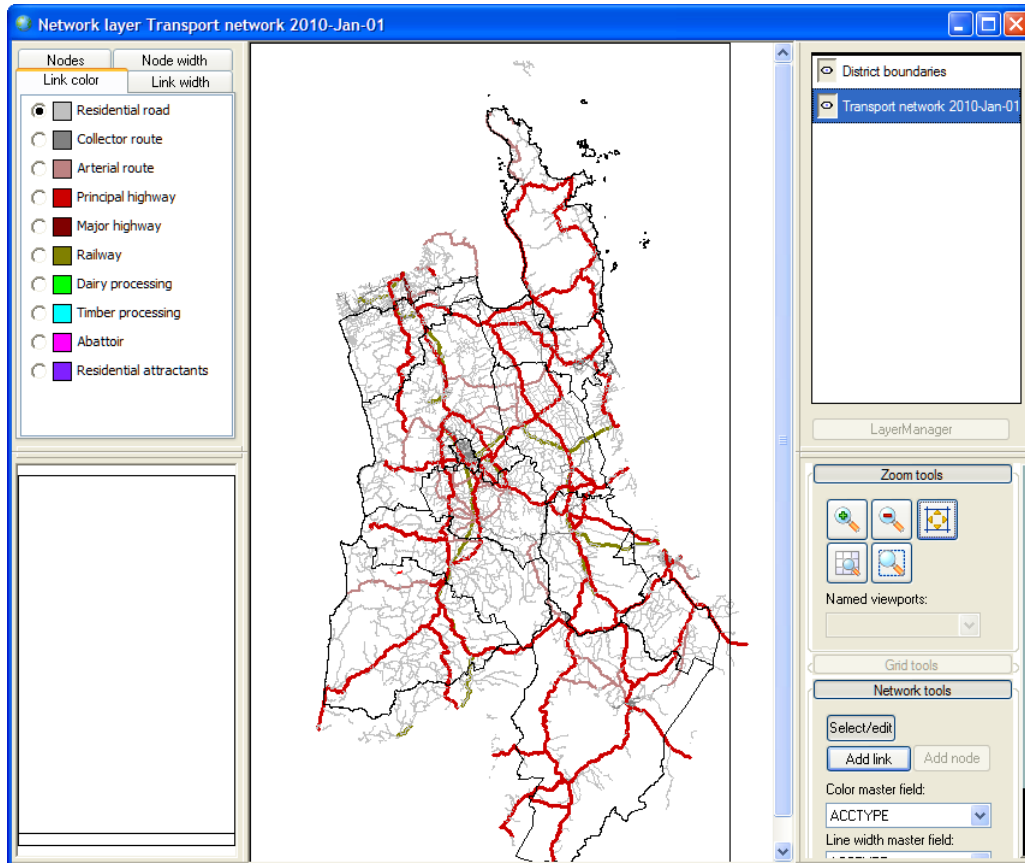 Network layer Transport network 2010-Jan-01
Nodes
Node width
Link color
Link width
Residential road
Collector route
Arterial route
Principal highway
Major highway
Railway
Dairy processing
Timber processing
Abattoir
Residential attractants
District boundaries
Transport network 2010-Jan-01
LayerManager
Zoom tools
Named viewports:
Grid tools
Network tools
Select/edit
Add link
Add node
Color master field:
ACCTYPE
Line width master field:
ACCTYPE